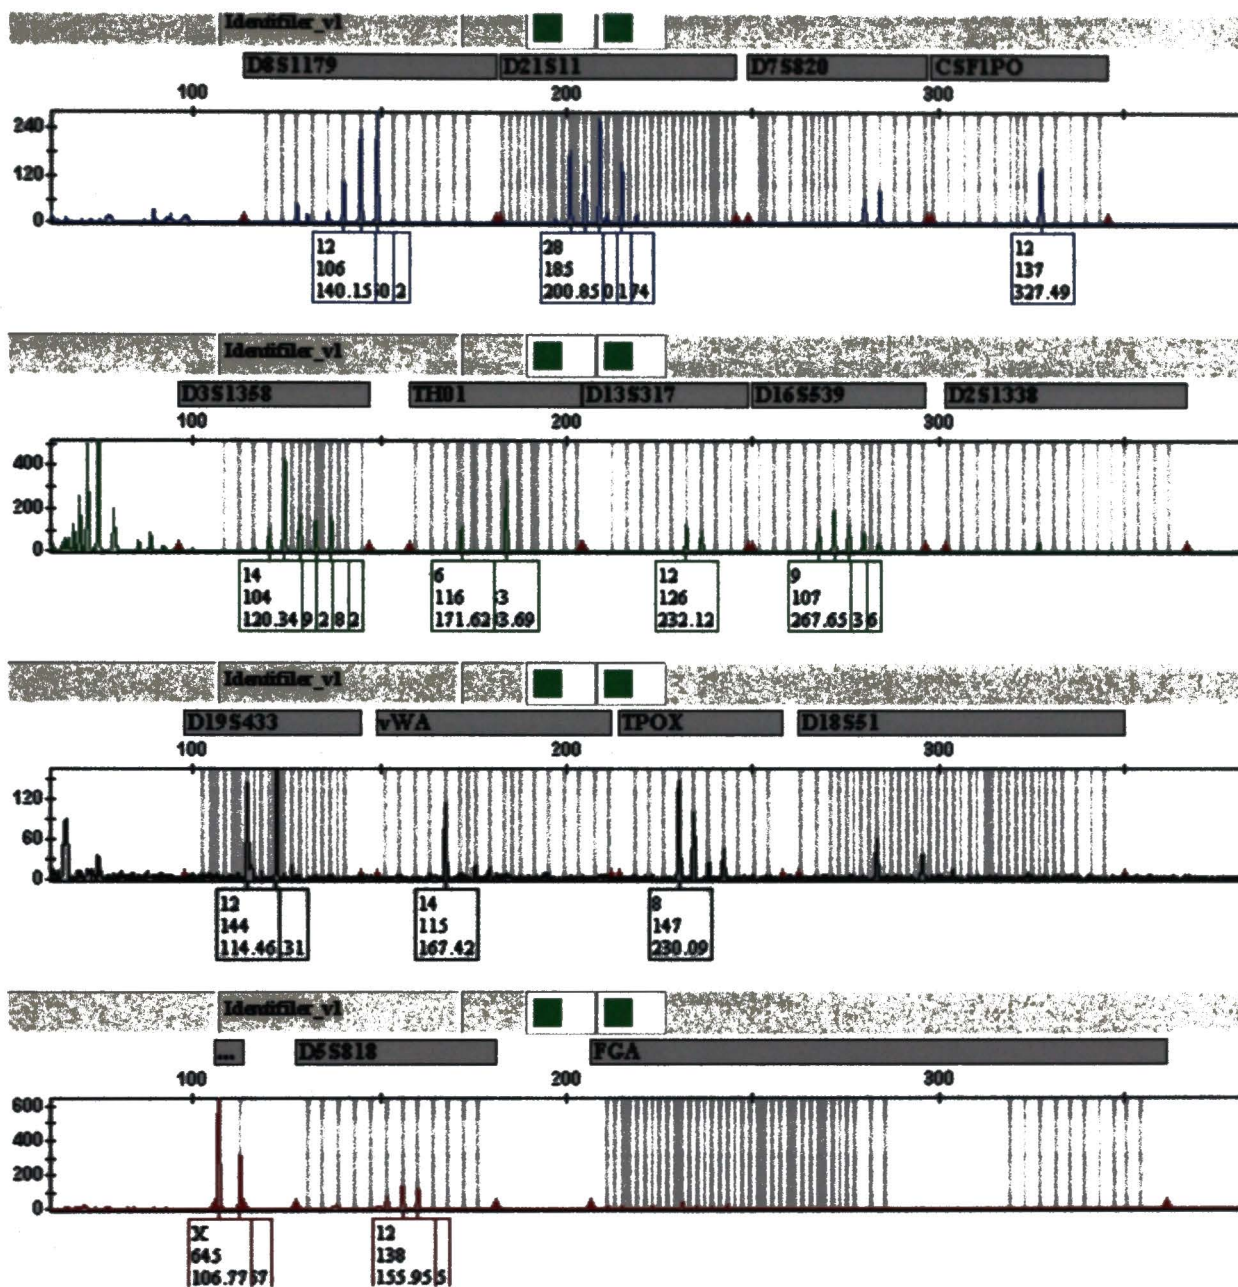 Identifiler_v1
D8S1179 D21S11 D7S820 CSF1PO
100 200 300
240
120
0
12 28 12
106 185 137
140.15 0 2 200.85 0 1 74 327.49
Identifiler_v1
D3S1358 TH01 D13S317 D16S539 D2S1338
100 200 300
400
200
0
14 6 12 9
104 116 :3 126 107
120.34 9 2 8 2 171.62 3.69 232.12 267.65 3 6
Identifiler_v1
D19S433 vWA TPOX D18S51
100 200 300
120
60
0
12 14 8
144 115 147
114.46 .31 167.42 230.09
Identifiler_v1
... D5S818 FGA
100 200 300
600
400
200
0
X 12
645 138
106.77 57 155.95 5